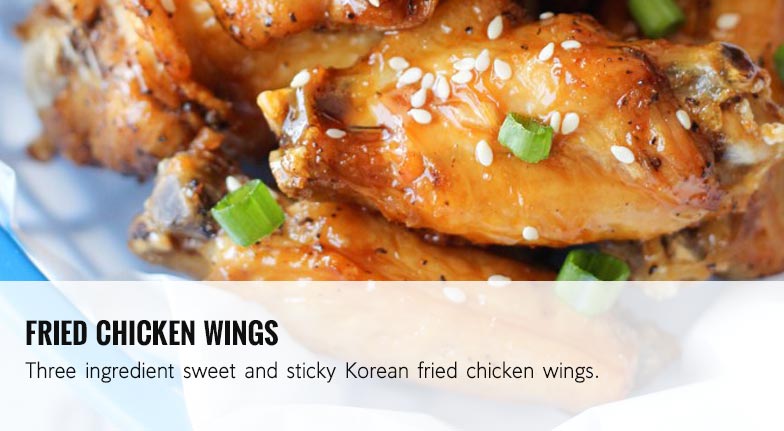 FRIED CHICKEN WINGS
Three ingredient sweet and sticky Korean fried chicken wings.